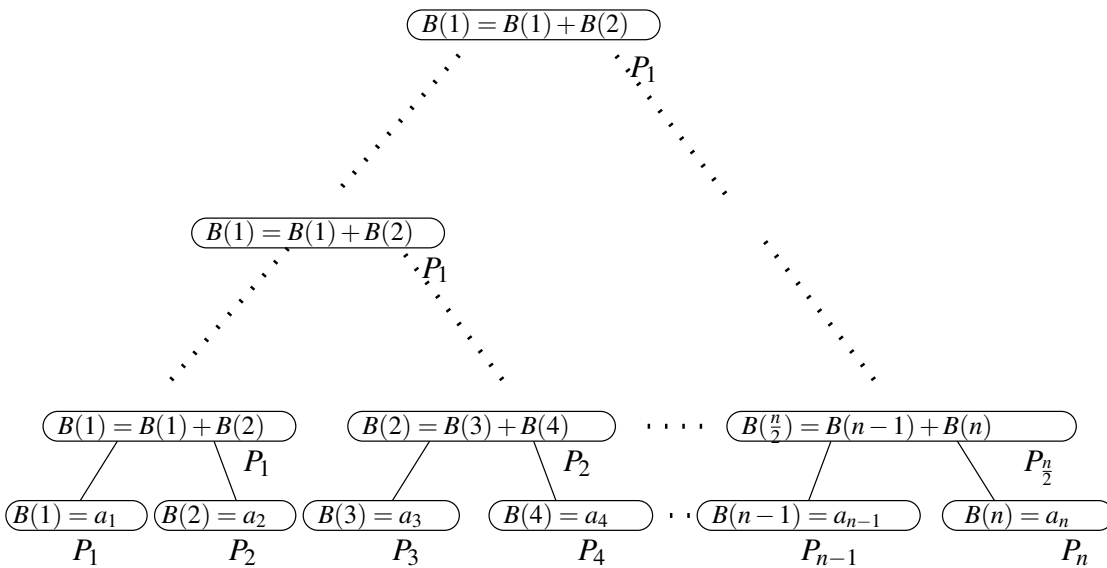 B(1) = B(1) + B(2)
P₁
B(1) = B(1) + B(2)
P₁
B(1) = B(1) + B(2) B(2) = B(3) + B(4) · · · · B(n/2) = B(n − 1) + B(n)
P₁ P₂ Pₙ⸝₂
B(1) = a₁ B(2) = a₂ B(3) = a₃ B(4) = a₄ · · · B(n − 1) = aₙ₋₁ B(n) = aₙ
P₁ P₂ P₃ P₄ Pₙ₋₁ Pₙ